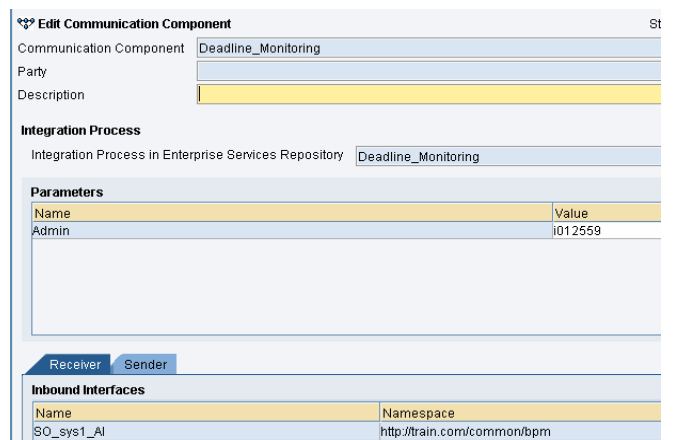 Edit Communication Component St
Communication Component Deadline_Monitoring
Party
Description
Integration Process
Integration Process in Enterprise Services Repository Deadline_Monitoring
Parameters
Name Value
Admin i012559
Receiver Sender
Inbound Interfaces
Name Namespace
SO_sys1_AI http://train.com/common/bpm